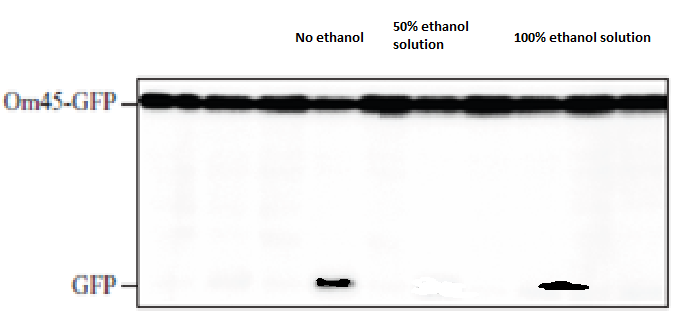 No ethanol
50% ethanol
solution
100% ethanol solution
Om45-GFP
GFP